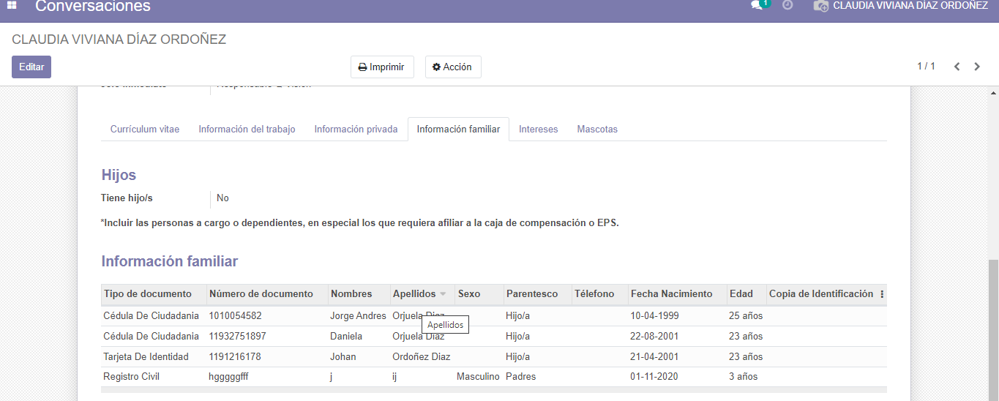 Conversaciones 1 CLAUDIA VIVIANA DÍAZ ORDOÑEZ
CLAUDIA VIVIANA DÍAZ ORDOÑEZ
Editar Imprimir Acción 1 / 1
Currículum vitae Información del trabajo Información privada Información familiar Intereses Mascotas
Hijos
Tiene hijo/s No
*Incluir las personas a cargo o dependientes, en especial los que requiera afiliar a la caja de compensación o EPS.
Información familiar
Tipo de documento Número de documento Nombres Apellidos Sexo Parentesco Télefono Fecha Nacimiento Edad Copia de Identificación
Cédula De Ciudadania 1010054582 Jorge Andres Orjuela Diaz Hijo/a 10-04-1999 25 años
Apellidos
Cédula De Ciudadania 11932751897 Daniela Orjuela Diaz Hijo/a 22-08-2001 23 años
Tarjeta De Identidad 1191216178 Johan Ordoñez Diaz Hijo/a 21-04-2001 23 años
Registro Civil hgggggfff j ij Masculino Padres 01-11-2020 3 años